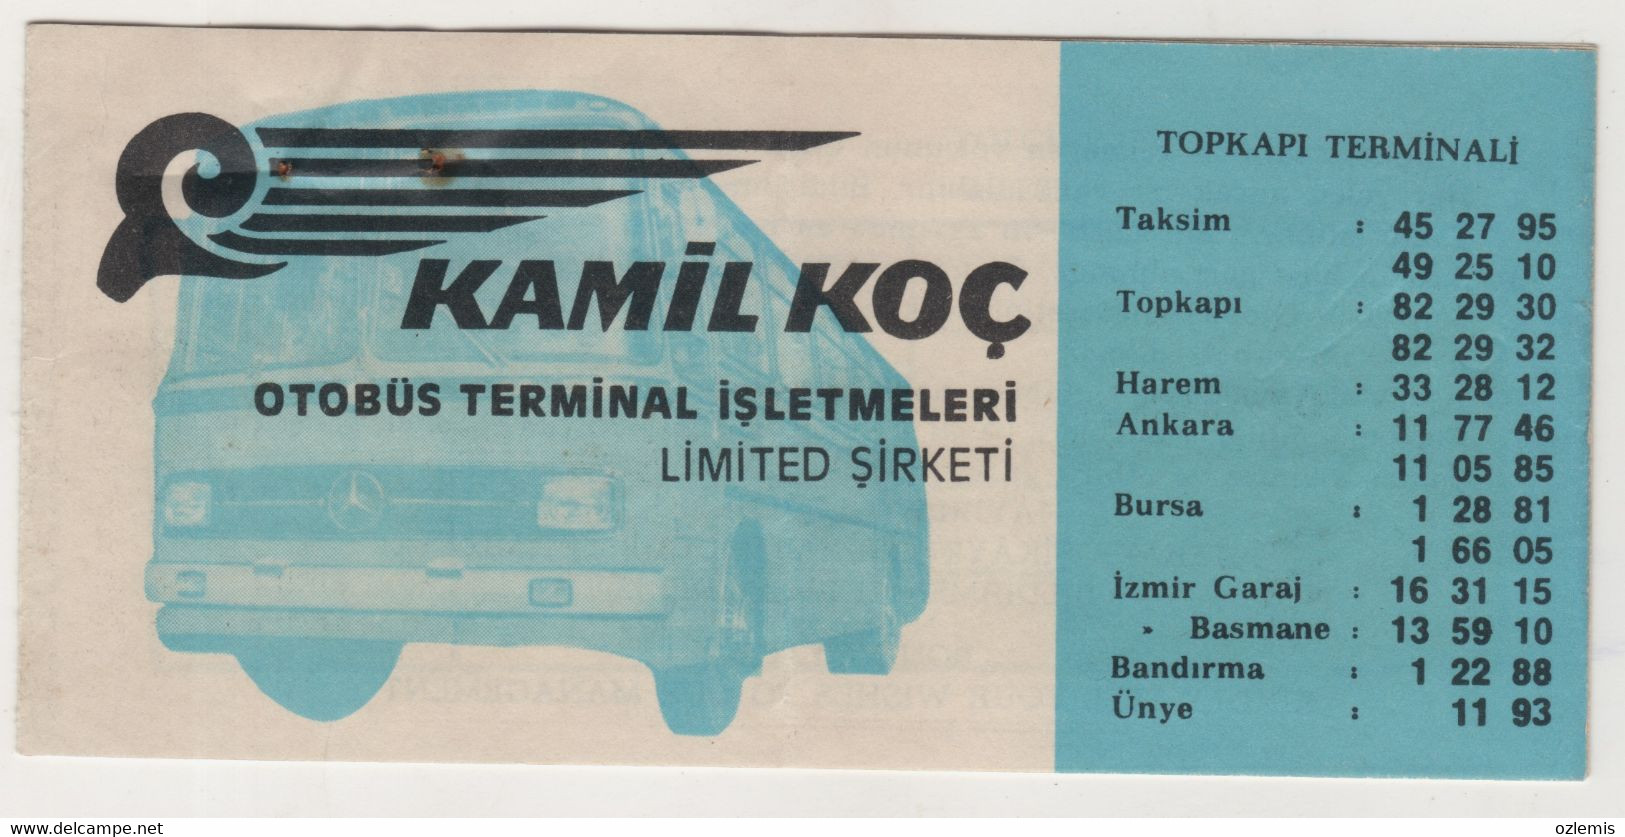 KAMİL KOÇ
OTOBÜS TERMİNAL İŞLETMELERİ
LİMİTED ŞİRKETİ
TOPKAPI TERMİNALİ
Taksim : 45 27 95
49 25 10
Topkapı : 82 29 30
82 29 32
Harem : 33 28 12
Ankara : 11 77 46
11 05 85
Bursa : 1 28 81
1 66 05
İzmir Garaj : 16 31 15
» Basmane : 13 59 10
Bandırma : 1 22 88
Ünye : 11 93
©delcampe.net
ozlemis